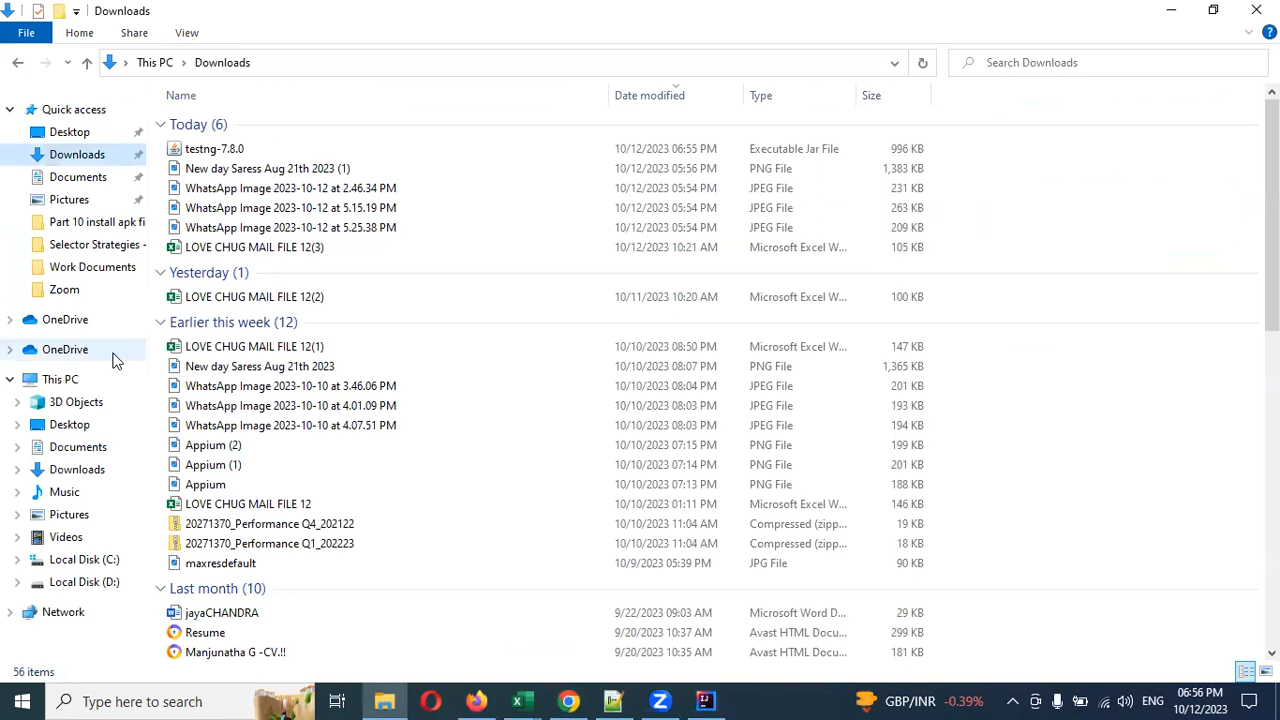 Downloads
File Home Share View
This PC Downloads Search Downloads
Name Date modified Type Size
Quick access
Desktop
Downloads
Documents
Pictures
Part 10 install apk fi
Selector Strategies -
Work Documents
Zoom
OneDrive
OneDrive
This PC
3D Objects
Desktop
Documents
Downloads
Music
Pictures
Videos
Local Disk (C:)
Local Disk (D:)
Network
Today (6)
testng-7.8.0 10/12/2023 06:55 PM Executable Jar File 996 KB
New day Saress Aug 21th 2023 (1) 10/12/2023 05:56 PM PNG File 1,383 KB
WhatsApp Image 2023-10-12 at 2.46.34 PM 10/12/2023 05:54 PM JPEG File 231 KB
WhatsApp Image 2023-10-12 at 5.15.19 PM 10/12/2023 05:54 PM JPEG File 263 KB
WhatsApp Image 2023-10-12 at 5.25.38 PM 10/12/2023 05:54 PM JPEG File 209 KB
LOVE CHUG MAIL FILE 12(3) 10/12/2023 10:21 AM Microsoft Excel W... 105 KB
Yesterday (1)
LOVE CHUG MAIL FILE 12(2) 10/11/2023 10:20 AM Microsoft Excel W... 100 KB
Earlier this week (12)
LOVE CHUG MAIL FILE 12(1) 10/10/2023 08:50 PM Microsoft Excel W... 147 KB
New day Saress Aug 21th 2023 10/10/2023 08:07 PM PNG File 1,365 KB
WhatsApp Image 2023-10-10 at 3.46.06 PM 10/10/2023 08:04 PM JPEG File 201 KB
WhatsApp Image 2023-10-10 at 4.01.09 PM 10/10/2023 08:03 PM JPEG File 193 KB
WhatsApp Image 2023-10-10 at 4.07.51 PM 10/10/2023 08:03 PM JPEG File 194 KB
Appium (2) 10/10/2023 07:15 PM PNG File 199 KB
Appium (1) 10/10/2023 07:14 PM PNG File 201 KB
Appium 10/10/2023 07:13 PM PNG File 188 KB
LOVE CHUG MAIL FILE 12 10/10/2023 01:11 PM Microsoft Excel W... 146 KB
20271370_Performance Q4_202122 10/10/2023 11:04 AM Compressed (zipp... 19 KB
20271370_Performance Q1_202223 10/10/2023 11:04 AM Compressed (zipp... 18 KB
maxresdefault 10/9/2023 05:39 PM JPG File 90 KB
Last month (10)
jayaCHANDRA 9/22/2023 09:03 AM Microsoft Word D... 29 KB
Resume 9/20/2023 10:37 AM Avast HTML Docu... 299 KB
Manjunatha G -CV.!! 9/20/2023 10:35 AM Avast HTML Docu... 181 KB
56 items
Type here to search GBP/INR -0.39% ENG 06:56 PM
10/12/2023